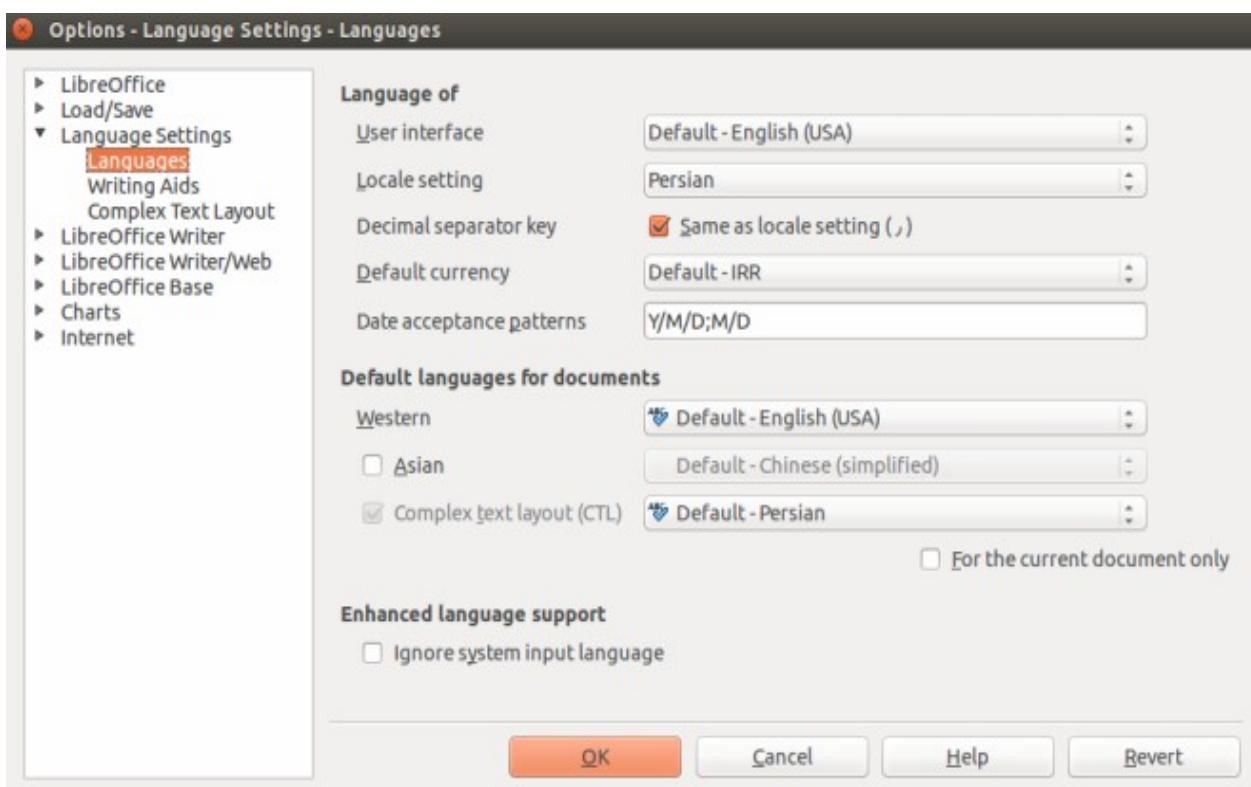 Options - Language Settings - Languages
LibreOffice
Load/Save
Language Settings
Languages
Writing Aids
Complex Text Layout
LibreOffice Writer
LibreOffice Writer/Web
LibreOffice Base
Charts
Internet
Language of
User interface Default - English (USA)
Locale setting Persian
Decimal separator key Same as locale setting (٫)
Default currency Default - IRR
Date acceptance patterns Y/M/D;M/D
Default languages for documents
Western Default - English (USA)
Asian Default - Chinese (simplified)
Complex text layout (CTL) Default - Persian
For the current document only
Enhanced language support
Ignore system input language
OK Cancel Help Revert